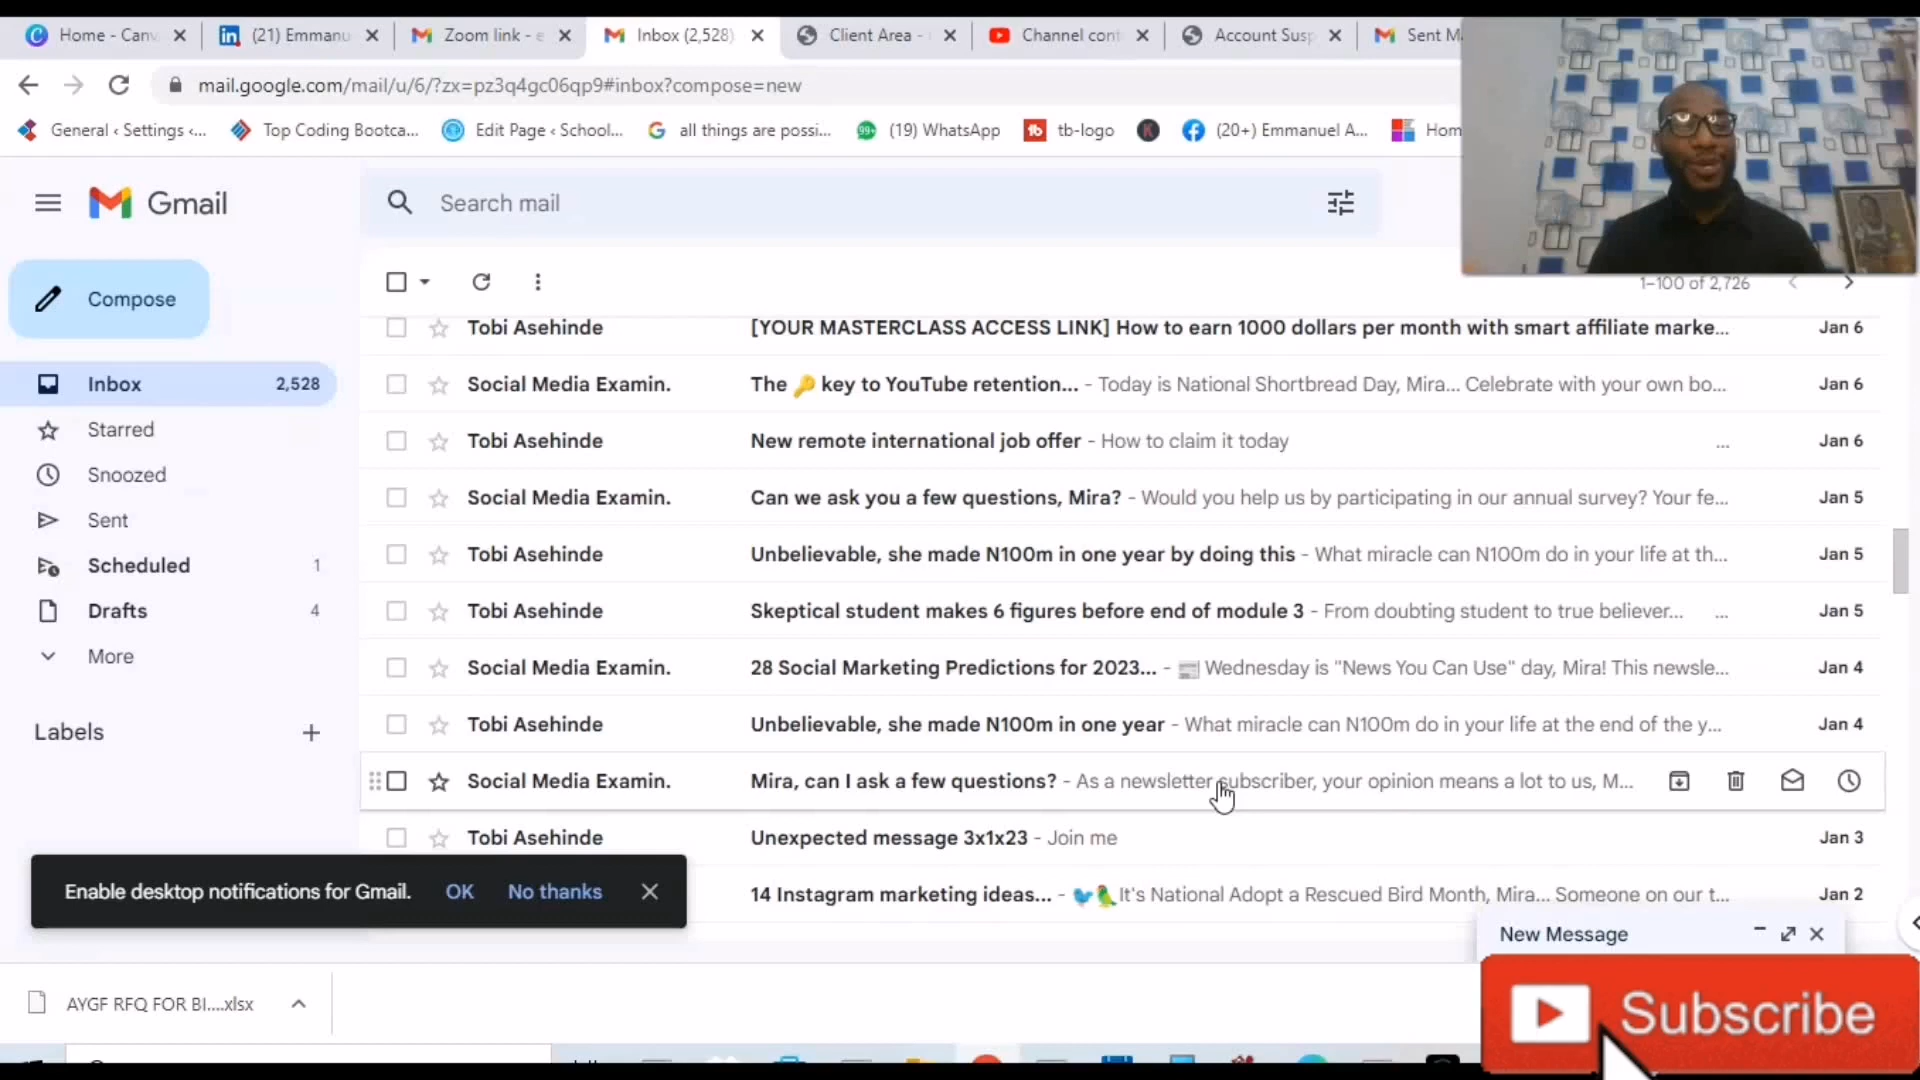 Home - Canv
(21) Emmanu
Zoom link - e
Inbox (2,528)
Client Area -
Channel cont
Account Susp
Sent M
mail.google.com/mail/u/6/?zx=pz3q4gc06qp9#inbox?compose=new
General ‹ Settings ‹...
Top Coding Bootca...
Edit Page ‹ School...
all things are possi...
99+
(19) WhatsApp
tb-logo
(20+) Emmanuel A...
Hom
Gmail
Search mail
Compose
1–100 of 2,726
Inbox 2,528
Starred
Snoozed
Sent
Scheduled 1
Drafts 4
More
Labels
Tobi Asehinde [YOUR MASTERCLASS ACCESS LINK] How to earn 1000 dollars per month with smart affiliate marke... Jan 6
Social Media Examin. The 🔑 key to YouTube retention... - Today is National Shortbread Day, Mira... Celebrate with your own bo... Jan 6
Tobi Asehinde New remote international job offer - How to claim it today ... Jan 6
Social Media Examin. Can we ask you a few questions, Mira? - Would you help us by participating in our annual survey? Your fe... Jan 5
Tobi Asehinde Unbelievable, she made N100m in one year by doing this - What miracle can N100m do in your life at th... Jan 5
Tobi Asehinde Skeptical student makes 6 figures before end of module 3 - From doubting student to true believer... ... Jan 5
Social Media Examin. 28 Social Marketing Predictions for 2023... - 📰 Wednesday is "News You Can Use" day, Mira! This newsle... Jan 4
Tobi Asehinde Unbelievable, she made N100m in one year - What miracle can N100m do in your life at the end of the y... Jan 4
Social Media Examin. Mira, can I ask a few questions? - As a newsletter subscriber, your opinion means a lot to us, M...
Tobi Asehinde Unexpected message 3x1x23 - Join me Jan 3
14 Instagram marketing ideas... - 🐦🦜It's National Adopt a Rescued Bird Month, Mira... Someone on our t... Jan 2
Enable desktop notifications for Gmail. OK No thanks
New Message
AYGF RFQ FOR BI....xlsx
Subscribe